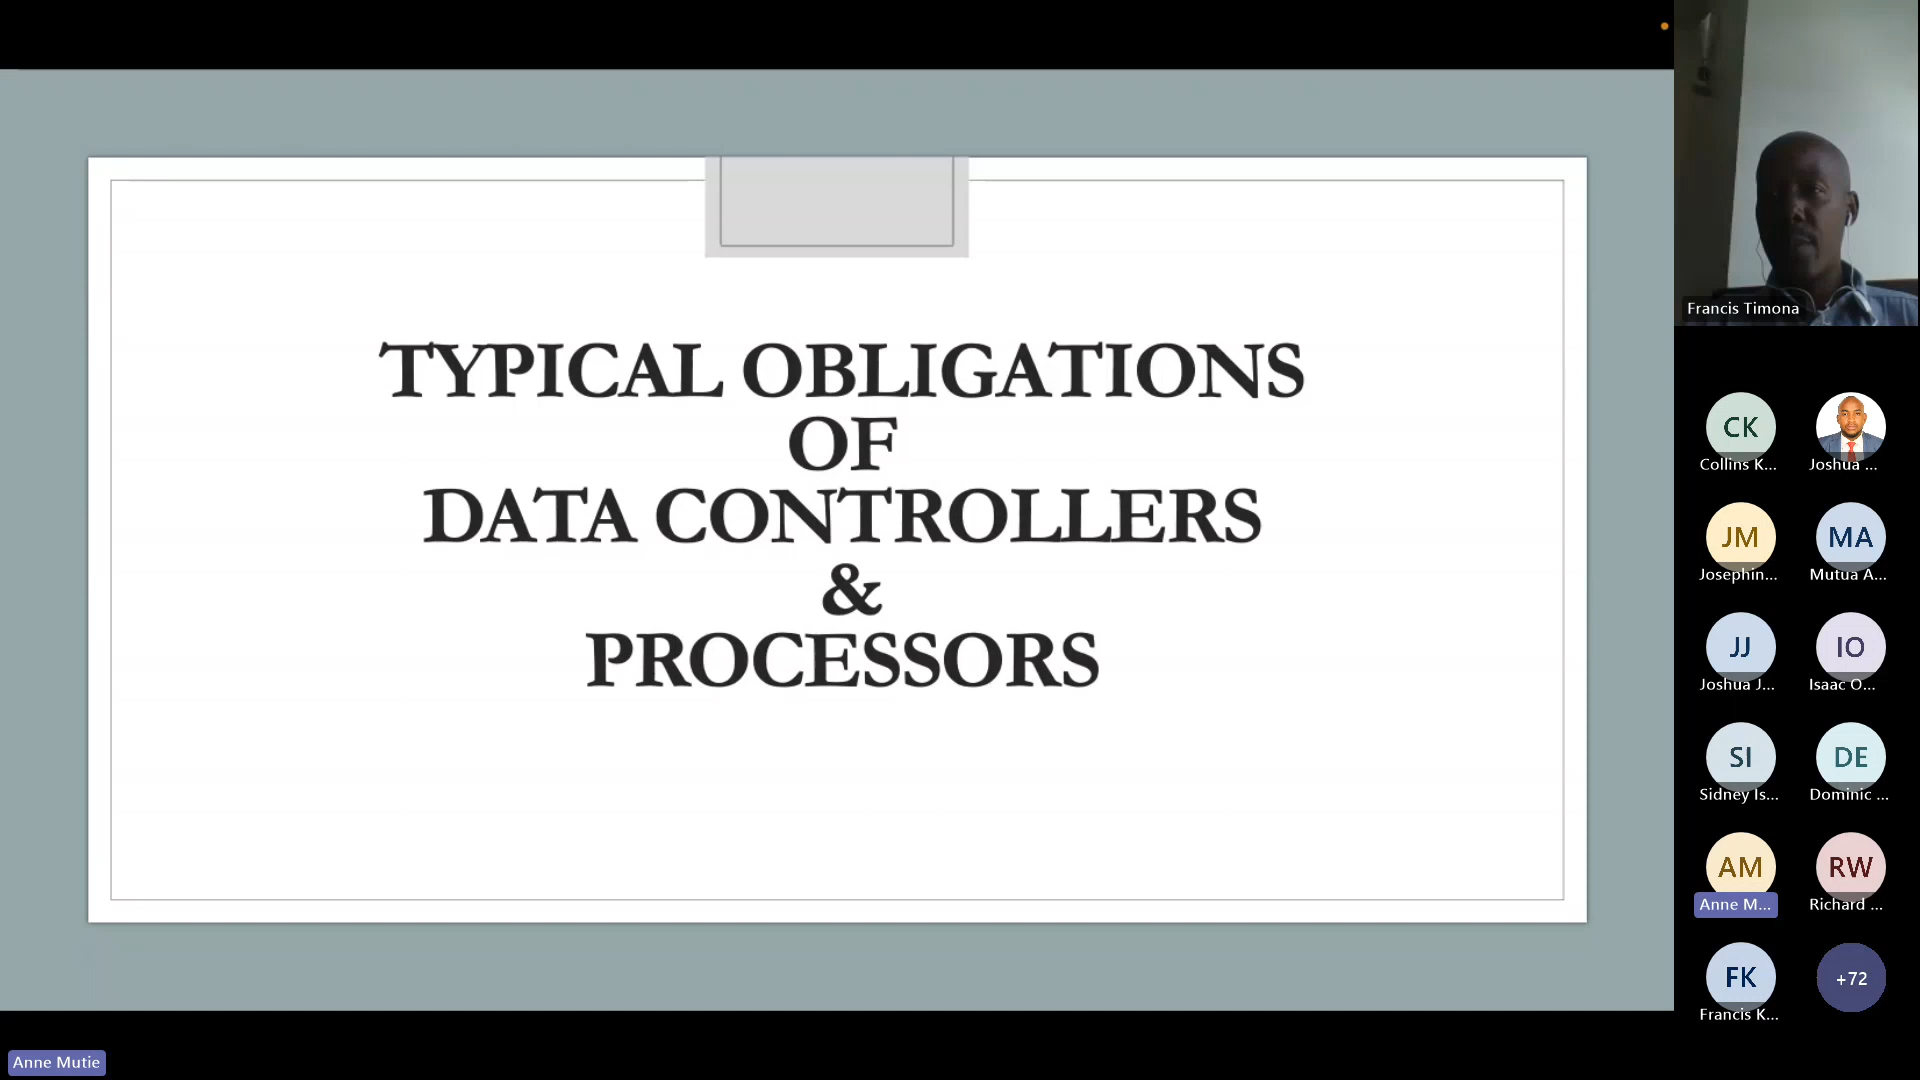 TYPICAL OBLIGATIONS
OF
DATA CONTROLLERS
&
PROCESSORS
Francis Timona
CK
Collins K...
Joshua ...
JM
Josephin...
MA
Mutua A...
JJ
Joshua J...
IO
Isaac O...
SI
Sidney Is...
DE
Dominic ...
AM
Anne M...
RW
Richard ...
FK
Francis K...
+72
Anne Mutie